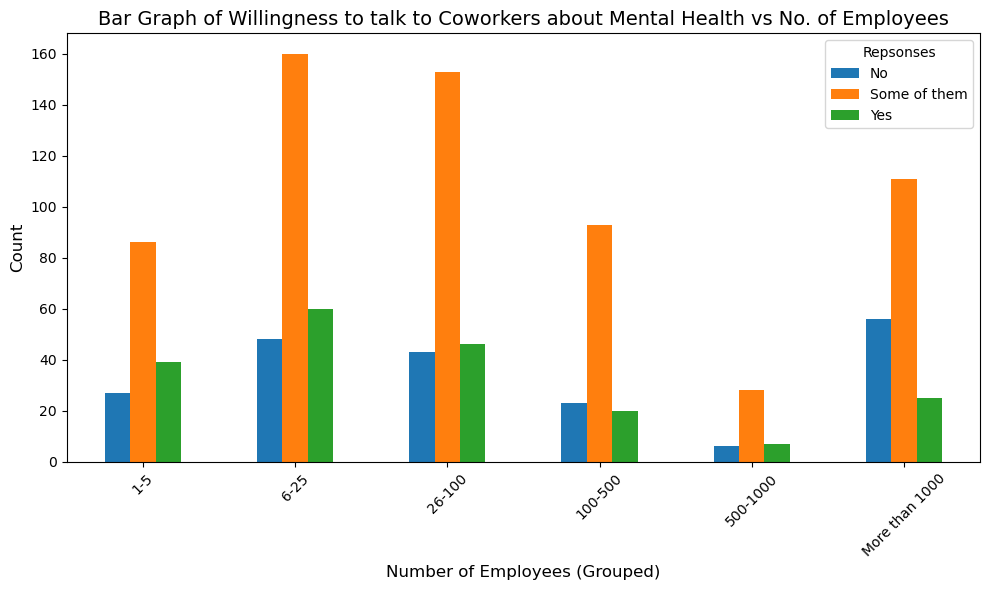 Bar Graph of Willingness to talk to Coworkers about Mental Health vs No. of Employees
Repsonses
No
Some of them
Yes
Count
160
140
120
100
80
60
40
20
0
1-5
6-25
26-100
100-500
500-1000
More than 1000
Number of Employees (Grouped)